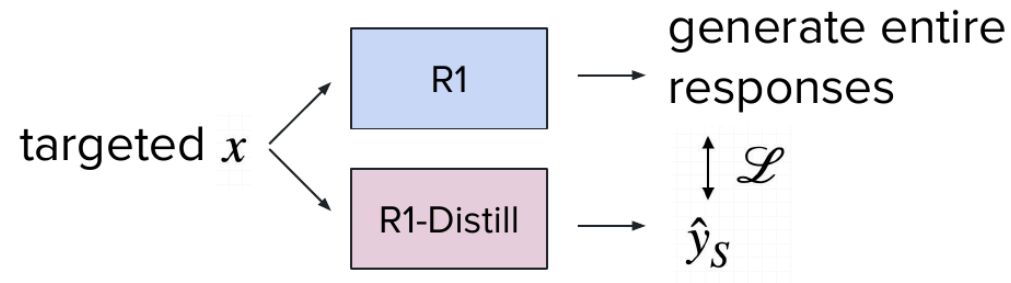 targeted x
R1
generate entire
responses
ℒ
R1-Distill
ŷ_S